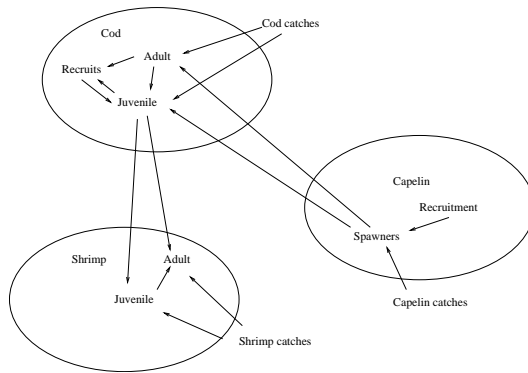 Cod catches
Cod
Adult
Recruits
Juvenile
Capelin
Recruitment
Spawners
Shrimp
Adult
Juvenile
Capelin catches
Shrimp catches